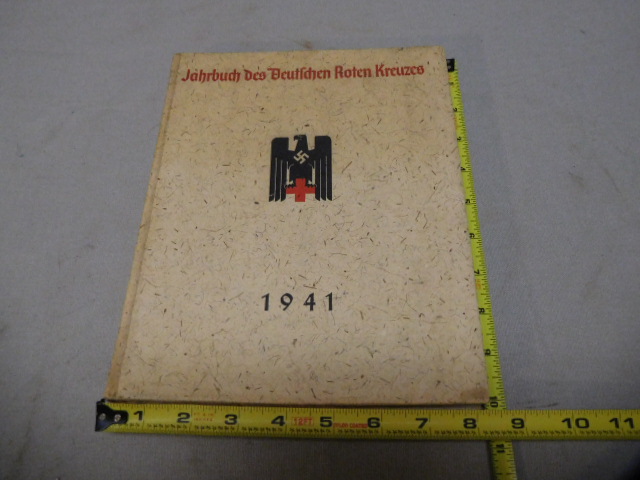 Jahrbuch des Deutschen Roten Kreuzes
1941
1 2 3 4 5 6 7 8 9 10 11